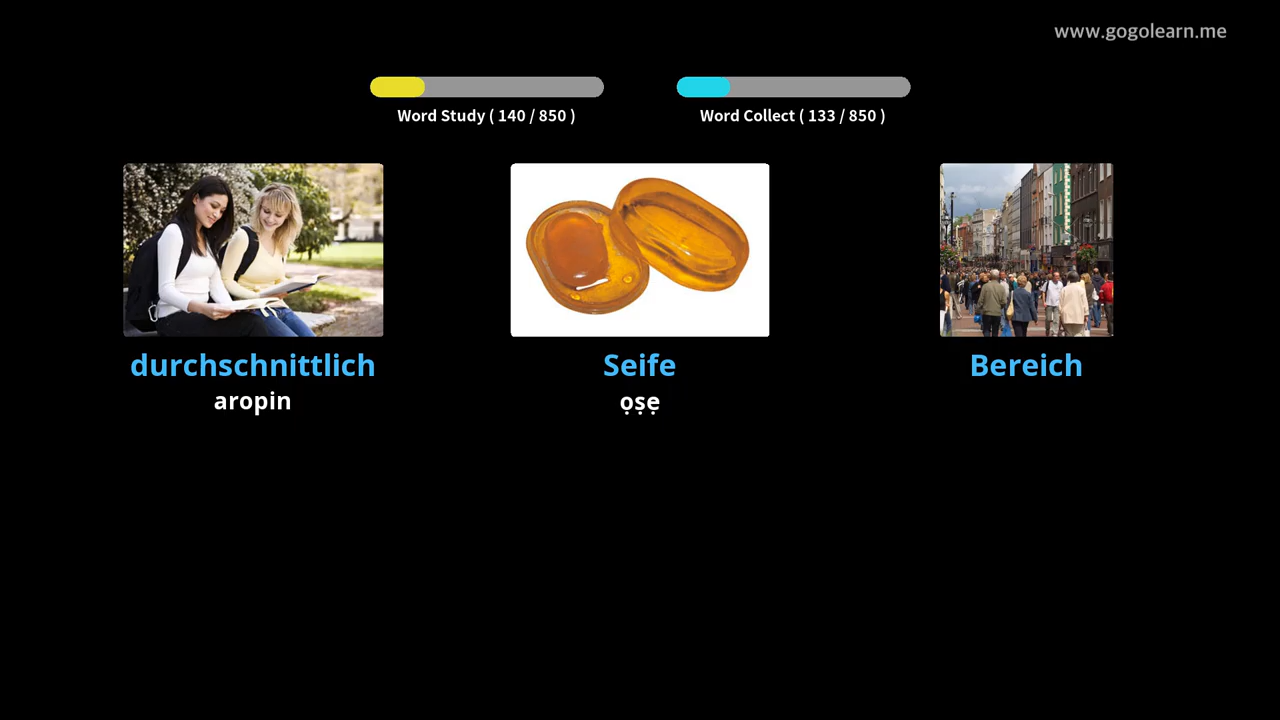 www.gogolearn.me
Word Study ( 140 / 850 )
Word Collect ( 133 / 850 )
durchschnittlich
aropin
Seife
ọṣẹ
Bereich